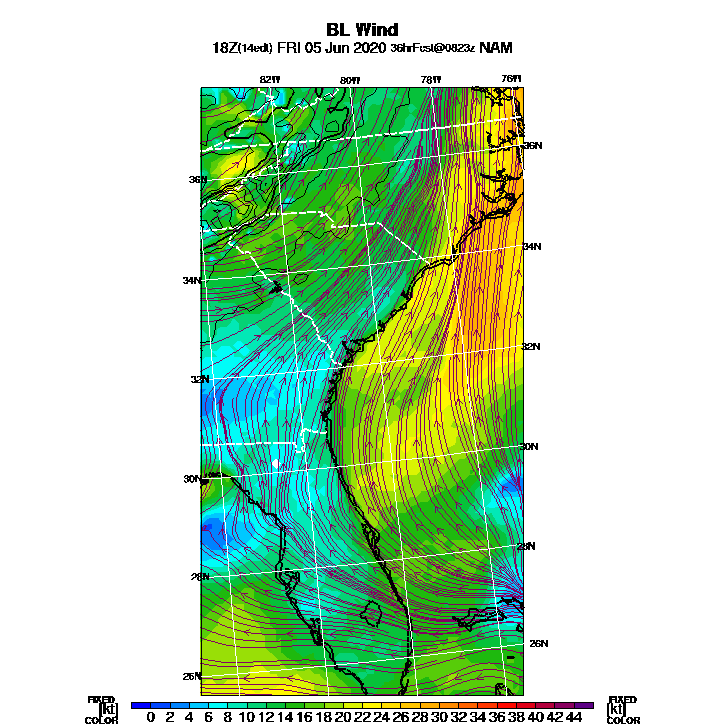 BL Wind
18Z(14edt) FRI 05 Jun 2020 36hrFcst@0823z NAM
82W 80W 78W 76W
36N
36N
34N
34N
32N
32N
30N
30N
28N
28N
26N
26N
FIXED FIXED
[kt] 0 2 4 6 8 10 12 14 16 18 20 22 24 26 28 30 32 34 36 38 40 42 44 [kt]
COLOR COLOR